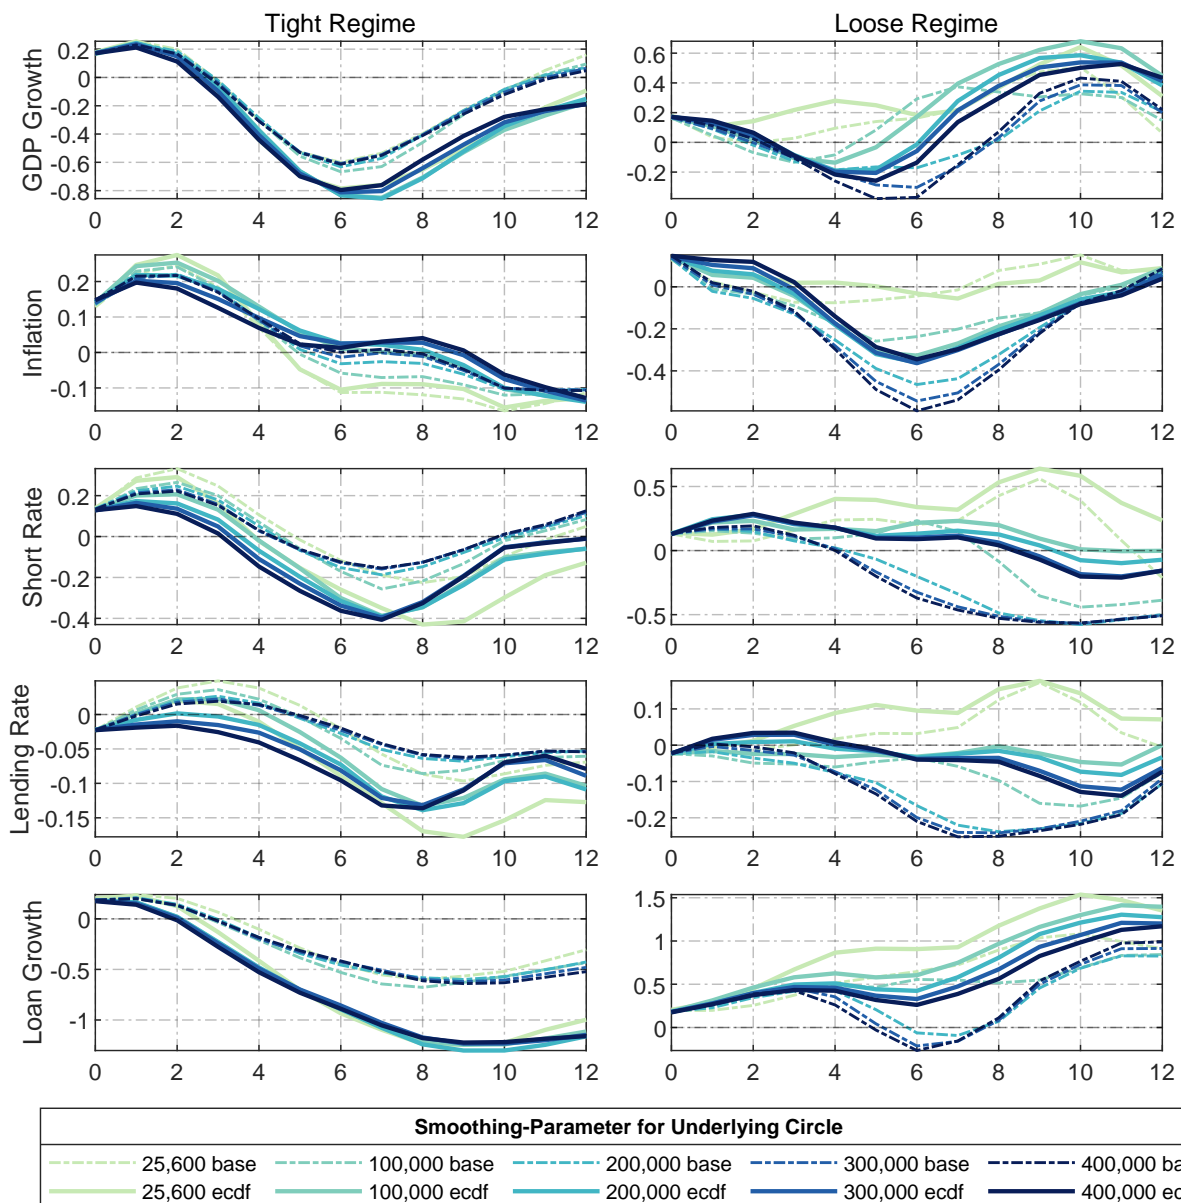 Tight Regime
Loose Regime
GDP Growth
0.2
0
-0.2
-0.4
-0.6
-0.8
0 2 4 6 8 10 12
0.6
0.4
0.2
0
-0.2
0 2 4 6 8 10 12
Inflation
0.2
0.1
0
-0.1
0 2 4 6 8 10 12
0
-0.2
-0.4
0 2 4 6 8 10 12
Short Rate
0.2
0
-0.2
-0.4
0 2 4 6 8 10 12
0.5
0
-0.5
0 2 4 6 8 10 12
Lending Rate
0
-0.05
-0.1
-0.15
0 2 4 6 8 10 12
0.1
0
-0.1
-0.2
0 2 4 6 8 10 12
Loan Growth
0
-0.5
-1
0 2 4 6 8 10 12
1.5
1
0.5
0
0 2 4 6 8 10 12
Smoothing-Parameter for Underlying Circle
25,600 base 100,000 base 200,000 base 300,000 base 400,000 ba
25,600 ecdf 100,000 ecdf 200,000 ecdf 300,000 ecdf 400,000 ec